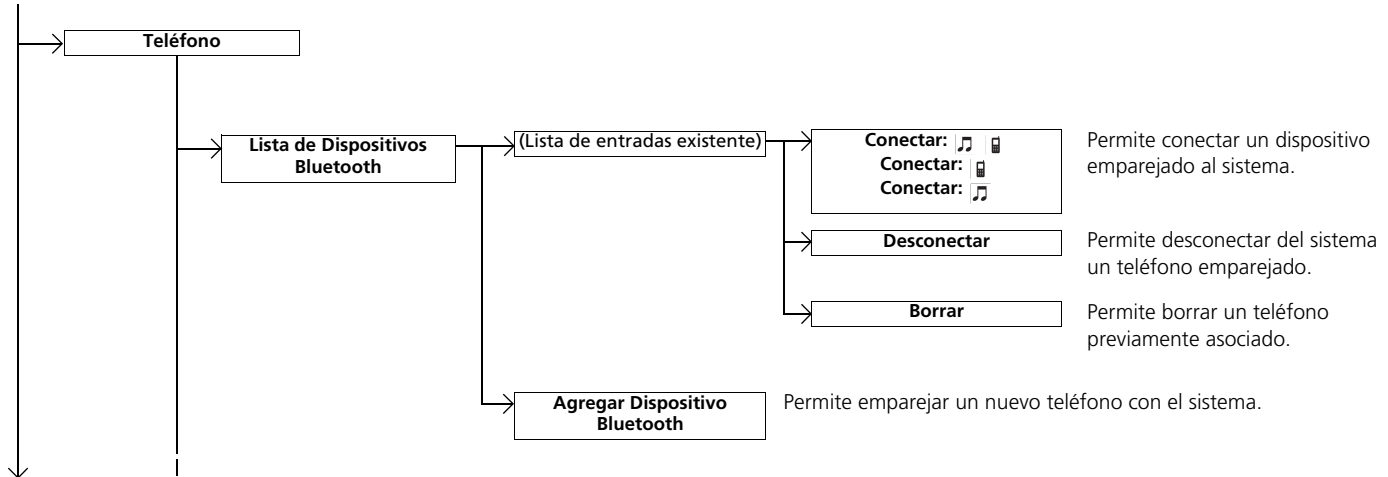 Teléfono
Lista de Dispositivos
Bluetooth
(Lista de entradas existente)
Conectar:
Conectar:
Conectar:
Permite conectar un dispositivo
emparejado al sistema.
Desconectar
Permite desconectar del sistema
un teléfono emparejado.
Borrar
Permite borrar un teléfono
previamente asociado.
Agregar Dispositivo
Bluetooth
Permite emparejar un nuevo teléfono con el sistema.